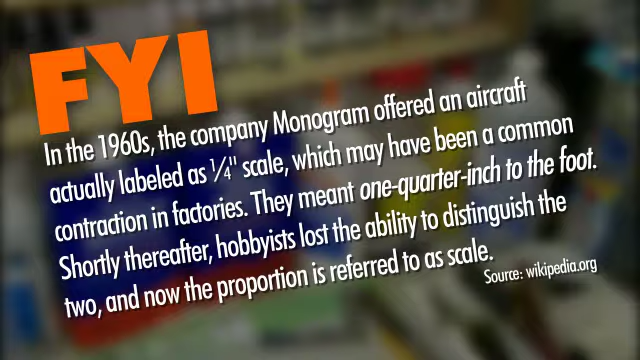 FYI
In the 1960s, the company Monogram offered an aircraft
actually labeled as ¼" scale, which may have been a common
contraction in factories. They meant one-quarter-inch to the foot.
Shortly thereafter, hobbyists lost the ability to distinguish the
two, and now the proportion is referred to as scale.
Source: wikipedia.org